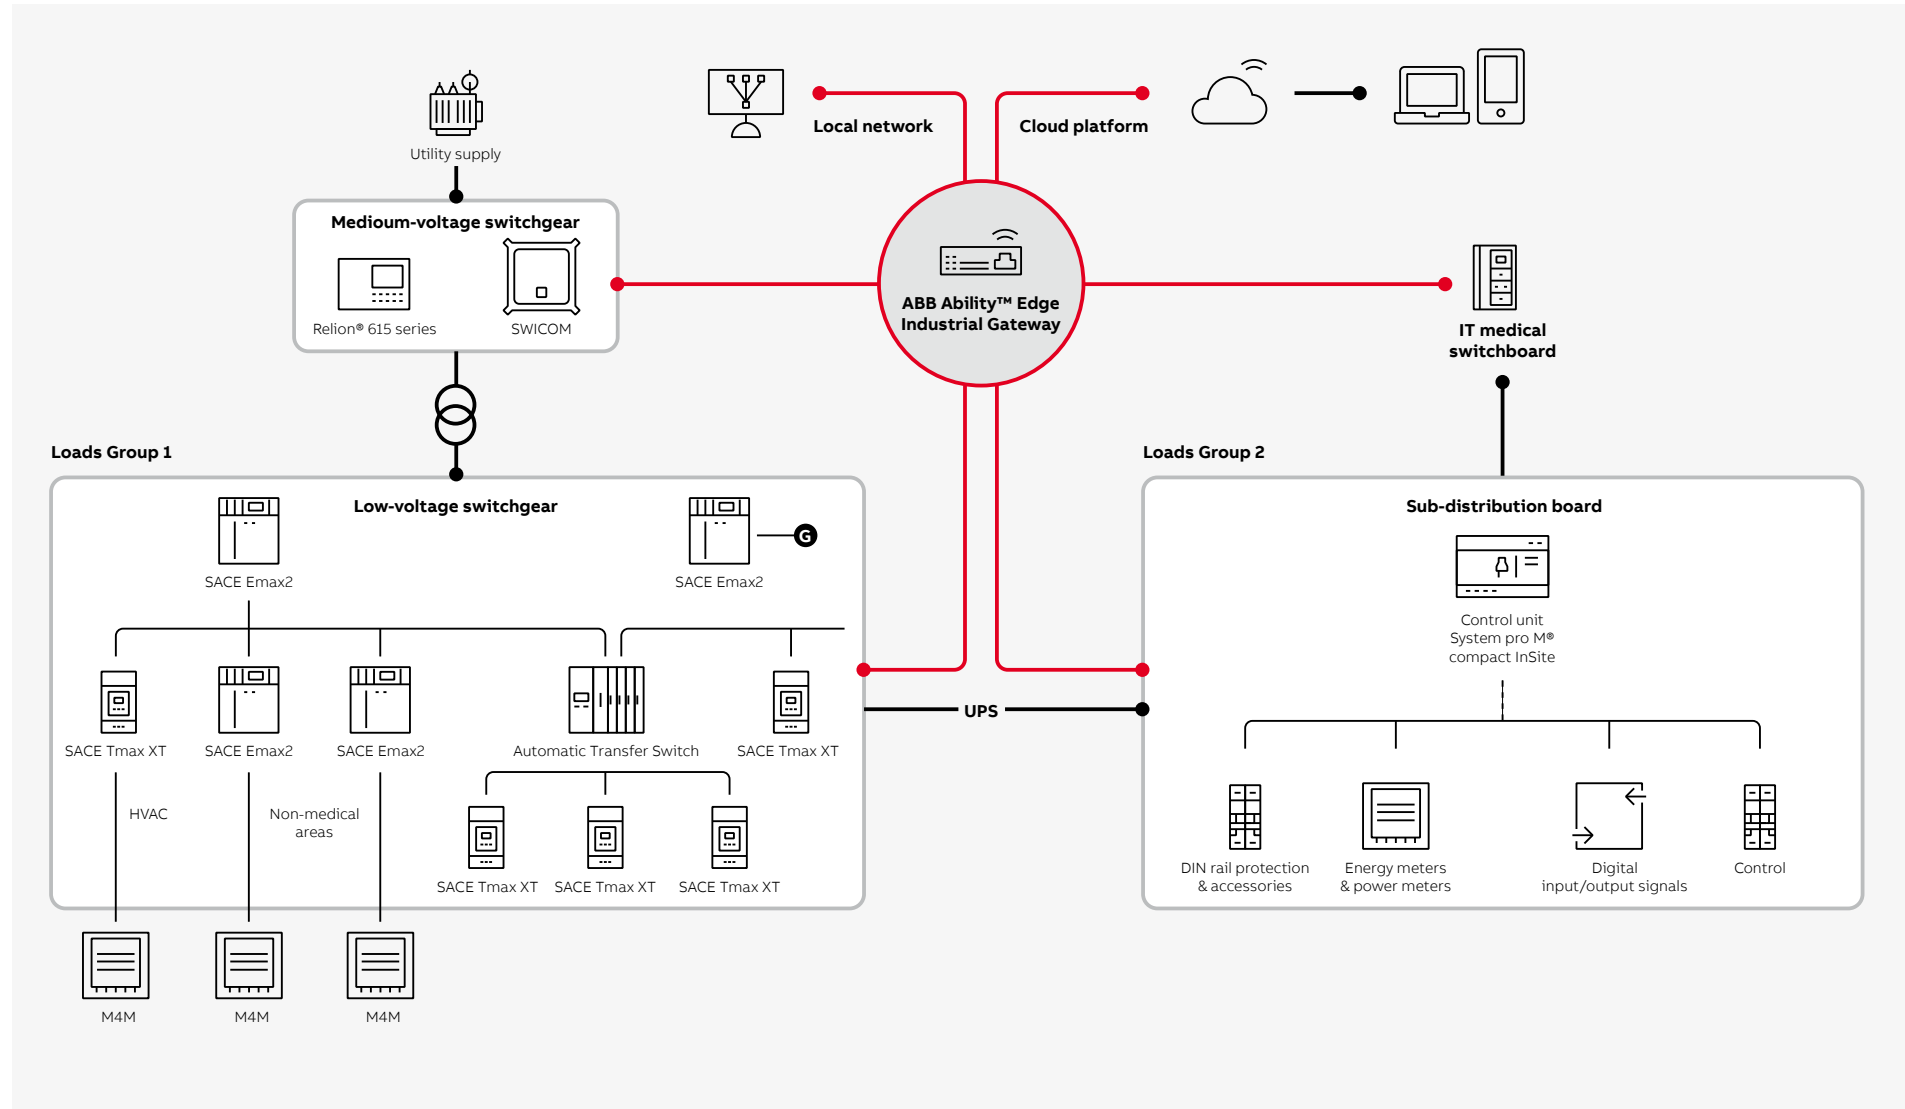 Local network
Cloud platform
Utility supply
Medioum-voltage switchgear
Relion® 615 series
SWICOM
ABB Ability™ Edge
Industrial Gateway
IT medical
switchboard
Loads Group 1
Low-voltage switchgear
SACE Emax2
SACE Emax2
G
SACE Tmax XT
SACE Emax2
SACE Emax2
Automatic Transfer Switch
SACE Tmax XT
HVAC
Non-medical
areas
SACE Tmax XT
SACE Tmax XT
SACE Tmax XT
M4M
M4M
M4M
UPS
Loads Group 2
Sub-distribution board
Control unit
System pro M®
compact InSite
DIN rail protection
& accessories
Energy meters
& power meters
Digital
input/output signals
Control